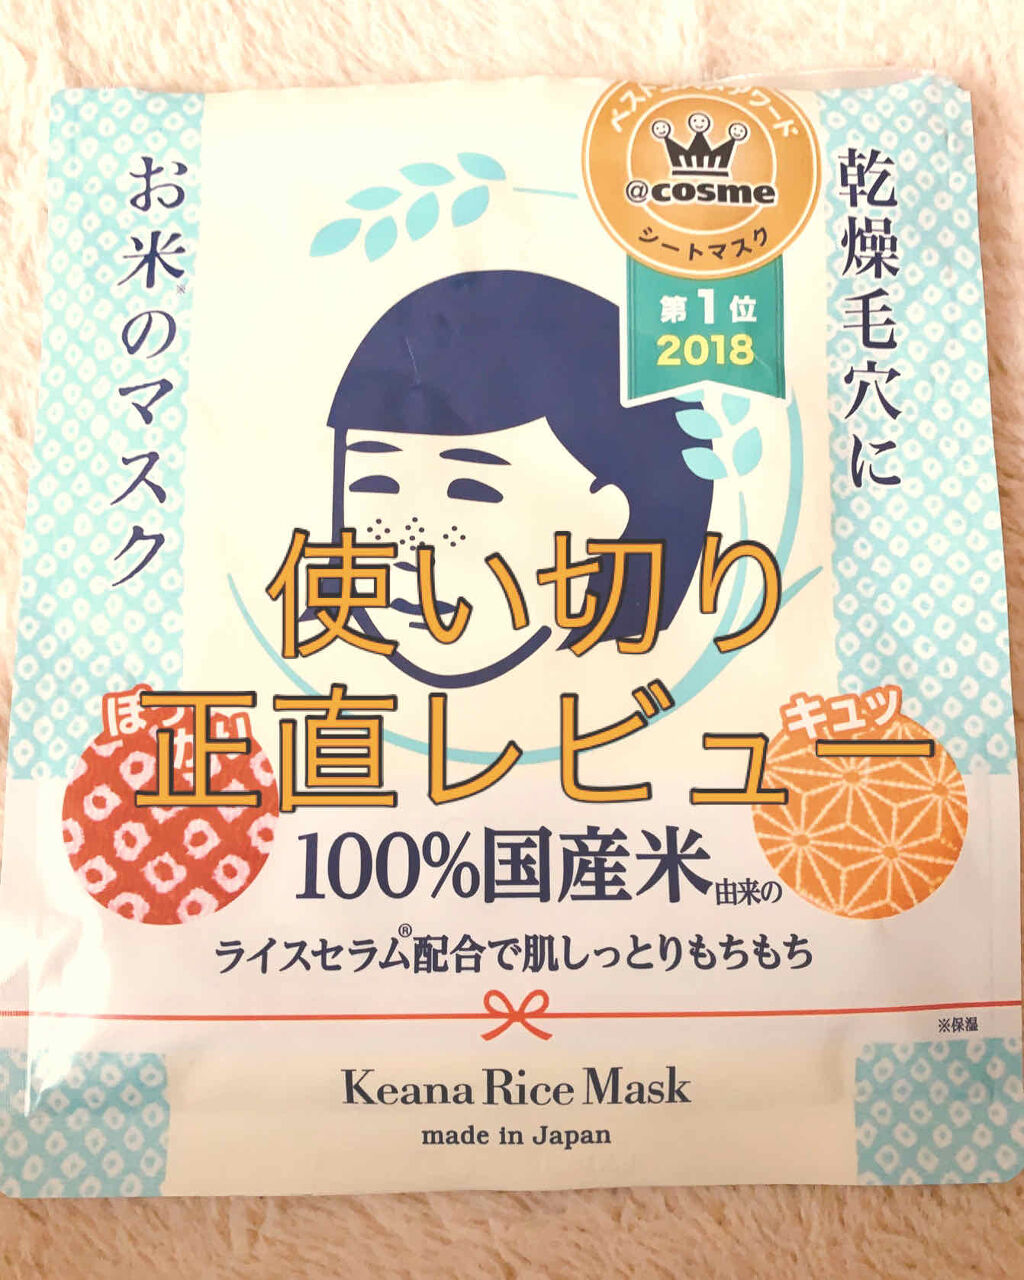 乾燥毛穴に
お米※のマスク
ベストコスメアワード
@cosme
シートマスク
第1位
2018
使い切り
正直レビュー
キュッ
100%国産米由来の
ライスセラム®配合で肌しっとりもちもち
※保湿
Keana Rice Mask
made in Japan